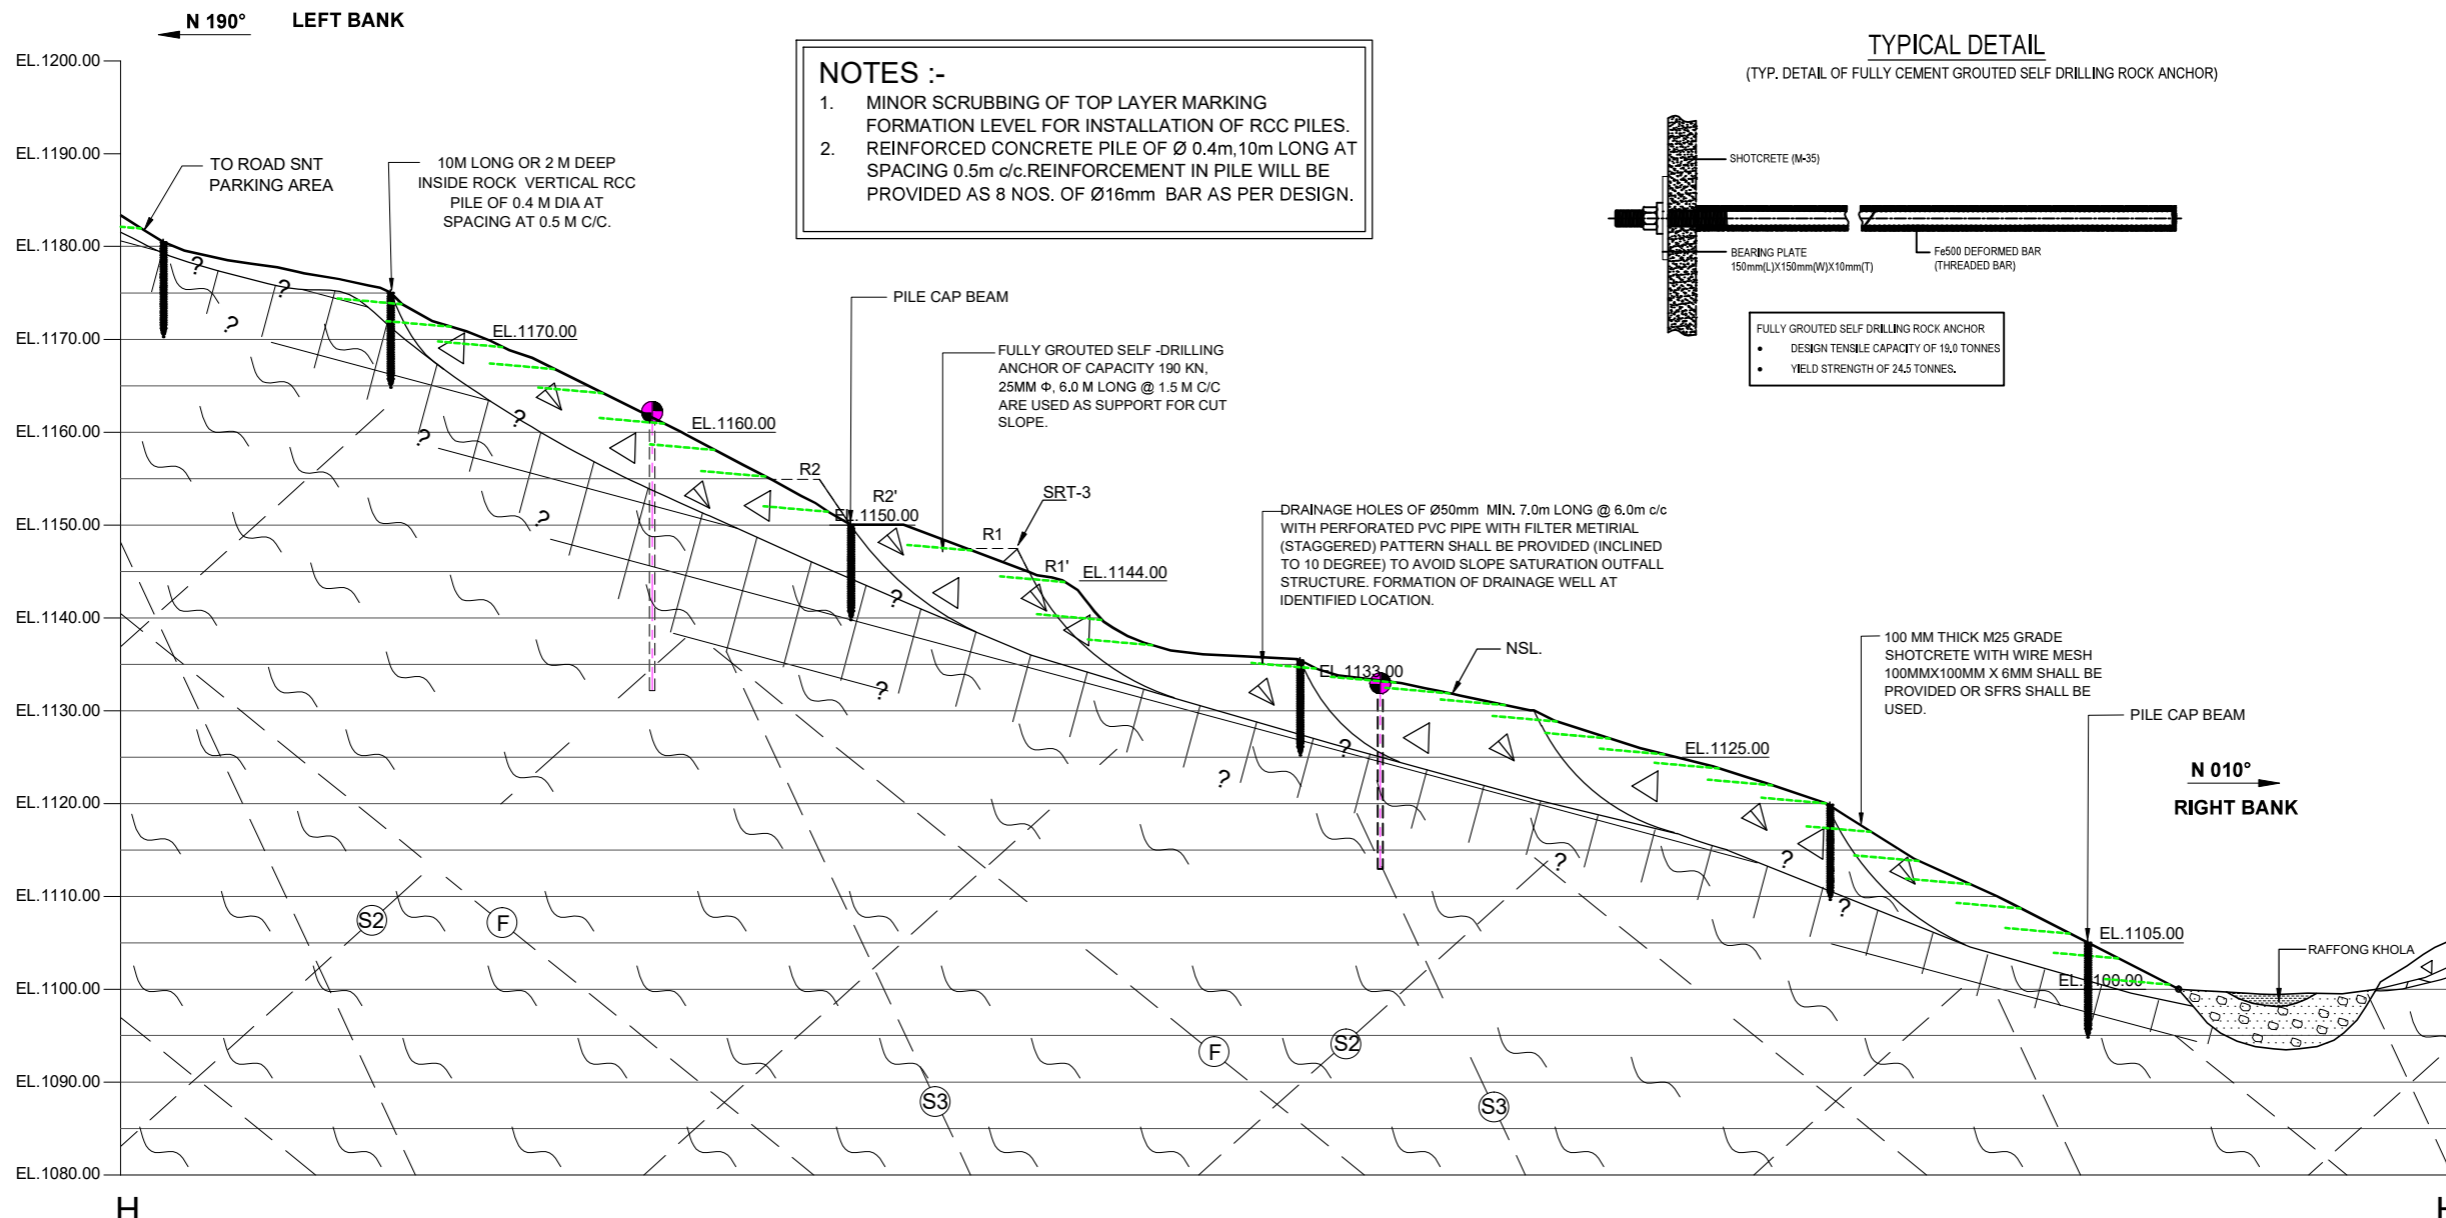 N 190° LEFT BANK
EL.1200.00
EL.1190.00
EL.1180.00
EL.1170.00
EL.1160.00
EL.1150.00
EL.1140.00
EL.1130.00
EL.1120.00
EL.1110.00
EL.1100.00
EL.1090.00
EL.1080.00
TO ROAD SNT
PARKING AREA
10M LONG OR 2 M DEEP
INSIDE ROCK VERTICAL RCC
PILE OF 0.4 M DIA AT
SPACING AT 0.5 M C/C.
NOTES :-
1. MINOR SCRUBBING OF TOP LAYER MARKING
FORMATION LEVEL FOR INSTALLATION OF RCC PILES.
2. REINFORCED CONCRETE PILE OF Ø 0.4m,10m LONG AT
SPACING 0.5m c/c.REINFORCEMENT IN PILE WILL BE
PROVIDED AS 8 NOS. OF Ø16mm BAR AS PER DESIGN.
TYPICAL DETAIL
(TYP. DETAIL OF FULLY CEMENT GROUTED SELF DRILLING ROCK ANCHOR)
SHOTCRETE (M-35)
BEARING PLATE
150mm(L)X150mm(W)X10mm(T)
Fe500 DEFORMED BAR
(THREADED BAR)
FULLY GROUTED SELF DRILLING ROCK ANCHOR
• DESIGN TENSILE CAPACITY OF 19.0 TONNES
• YIELD STRENGTH OF 24.5 TONNES.
PILE CAP BEAM
EL.1170.00
FULLY GROUTED SELF -DRILLING
ANCHOR OF CAPACITY 190 KN,
25MM Φ, 6.0 M LONG @ 1.5 M C/C
ARE USED AS SUPPORT FOR CUT
SLOPE.
EL.1160.00
R2
R2'
EL.1150.00
SRT-3
R1
R1'
EL.1144.00
DRAINAGE HOLES OF Ø50mm MIN. 7.0m LONG @ 6.0m c/c
WITH PERFORATED PVC PIPE WITH FILTER METIRIAL
(STAGGERED) PATTERN SHALL BE PROVIDED (INCLINED
TO 10 DEGREE) TO AVOID SLOPE SATURATION OUTFALL
STRUCTURE. FORMATION OF DRAINAGE WELL AT
IDENTIFIED LOCATION.
EL.1133.00
NSL.
100 MM THICK M25 GRADE
SHOTCRETE WITH WIRE MESH
100MMX100MM X 6MM SHALL BE
PROVIDED OR SFRS SHALL BE
USED.
PILE CAP BEAM
EL.1125.00
N 010°
RIGHT BANK
EL.1105.00
RAFFONG KHOLA
EL.1100.00
? ? ? ? ? ? ? ? ? ? ? ? ? ?
S2 F
F S2
S3 S3
H